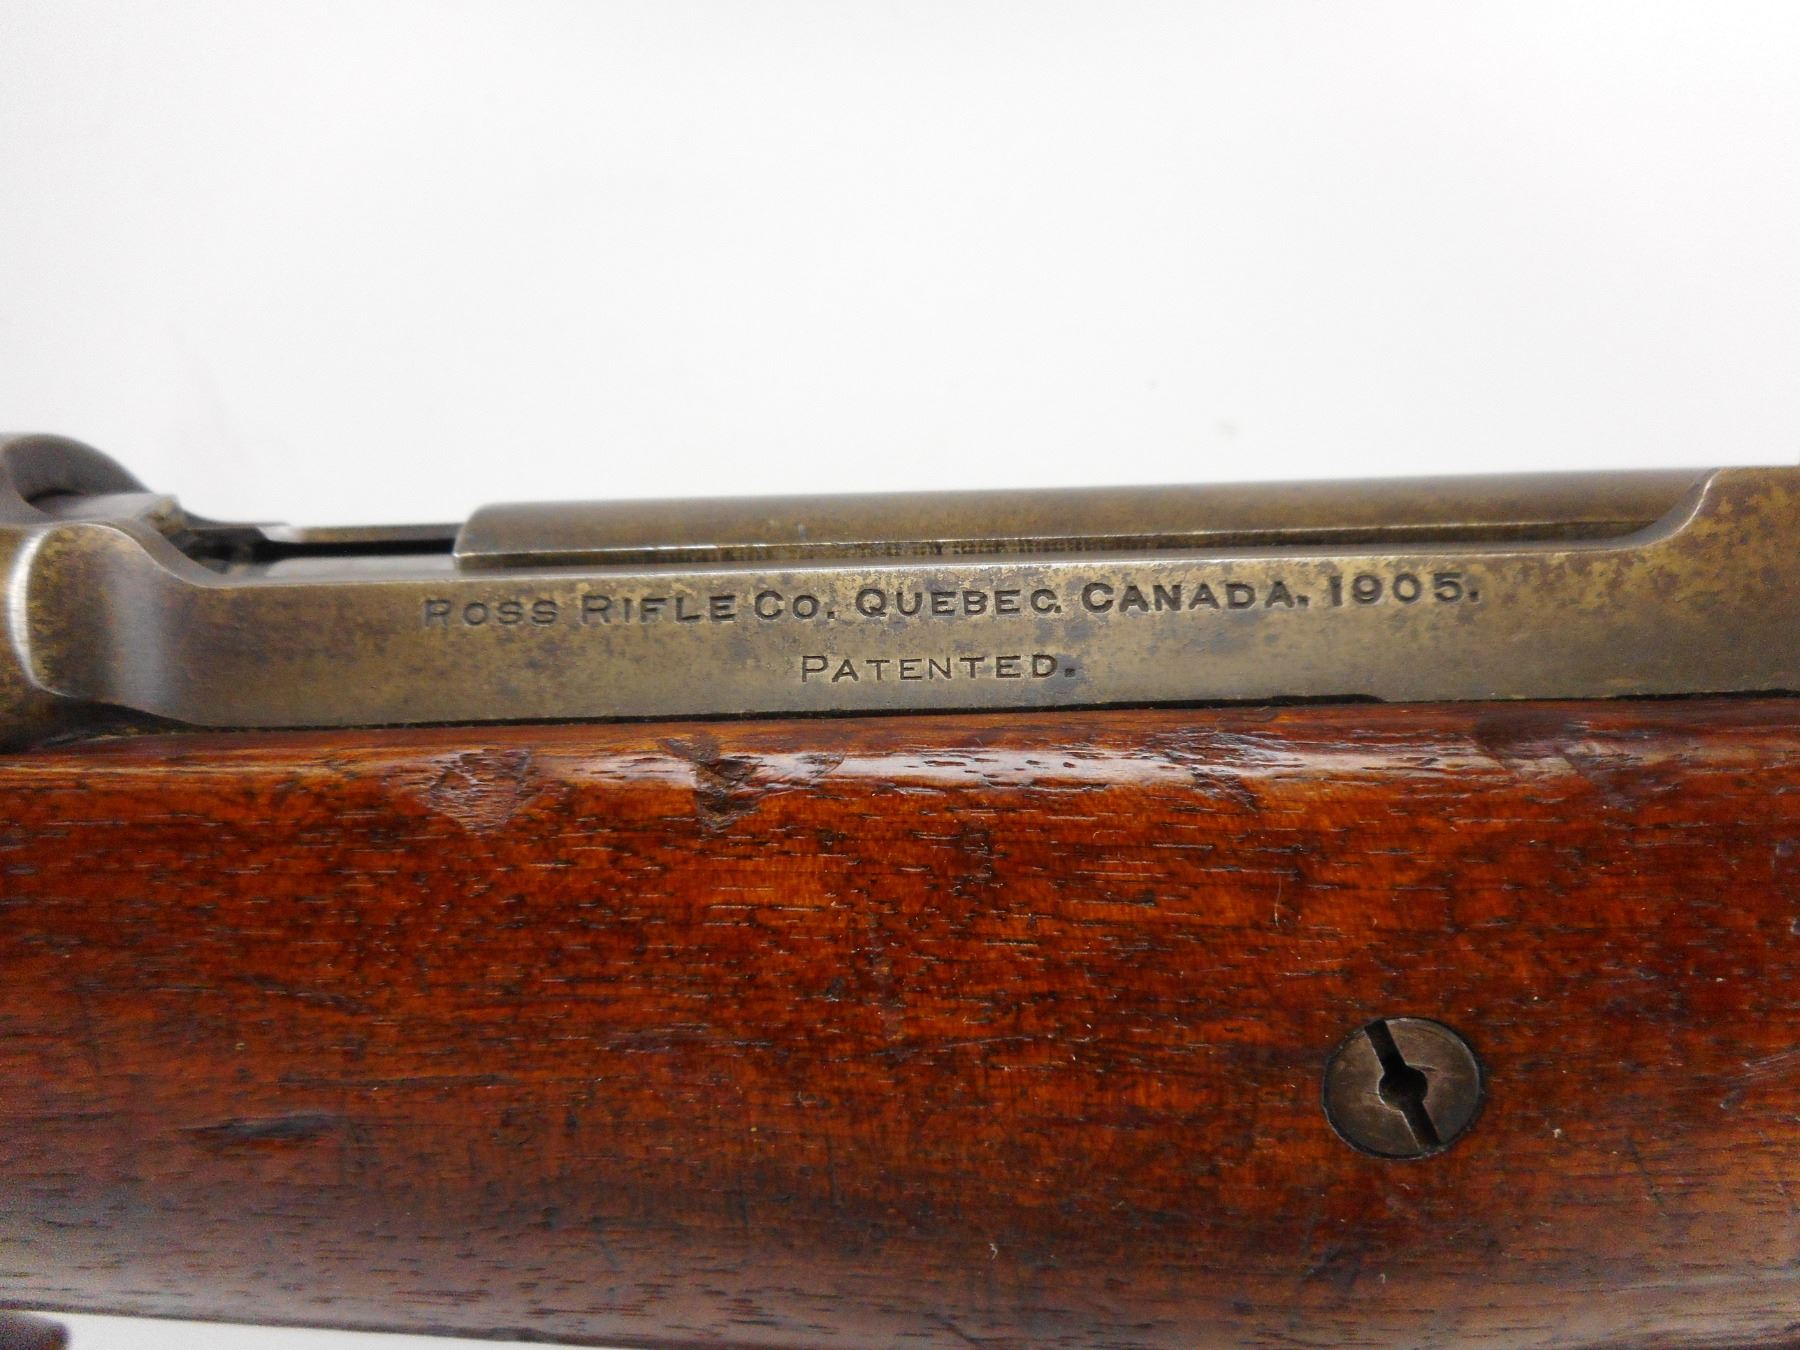 ROSS RIFLE CO. QUEBEC. CANADA. 1905.
PATENTED.